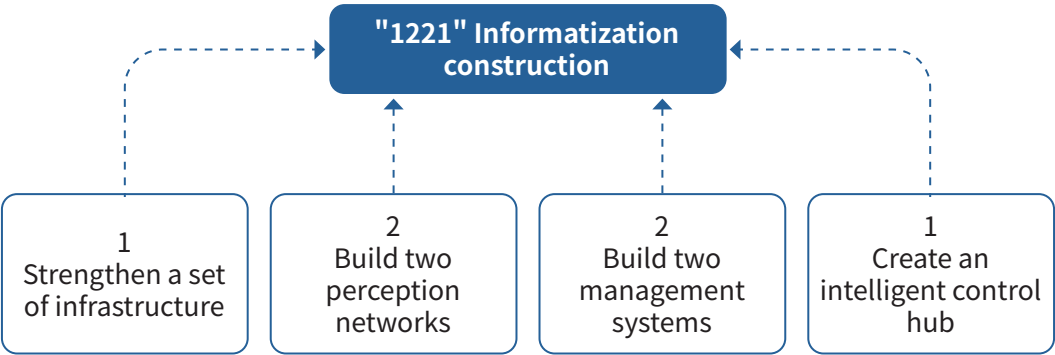 "1221" Informatization
construction
1
Strengthen a set
of infrastructure
2
Build two
perception
networks
2
Build two
management
systems
1
Create an
intelligent control
hub